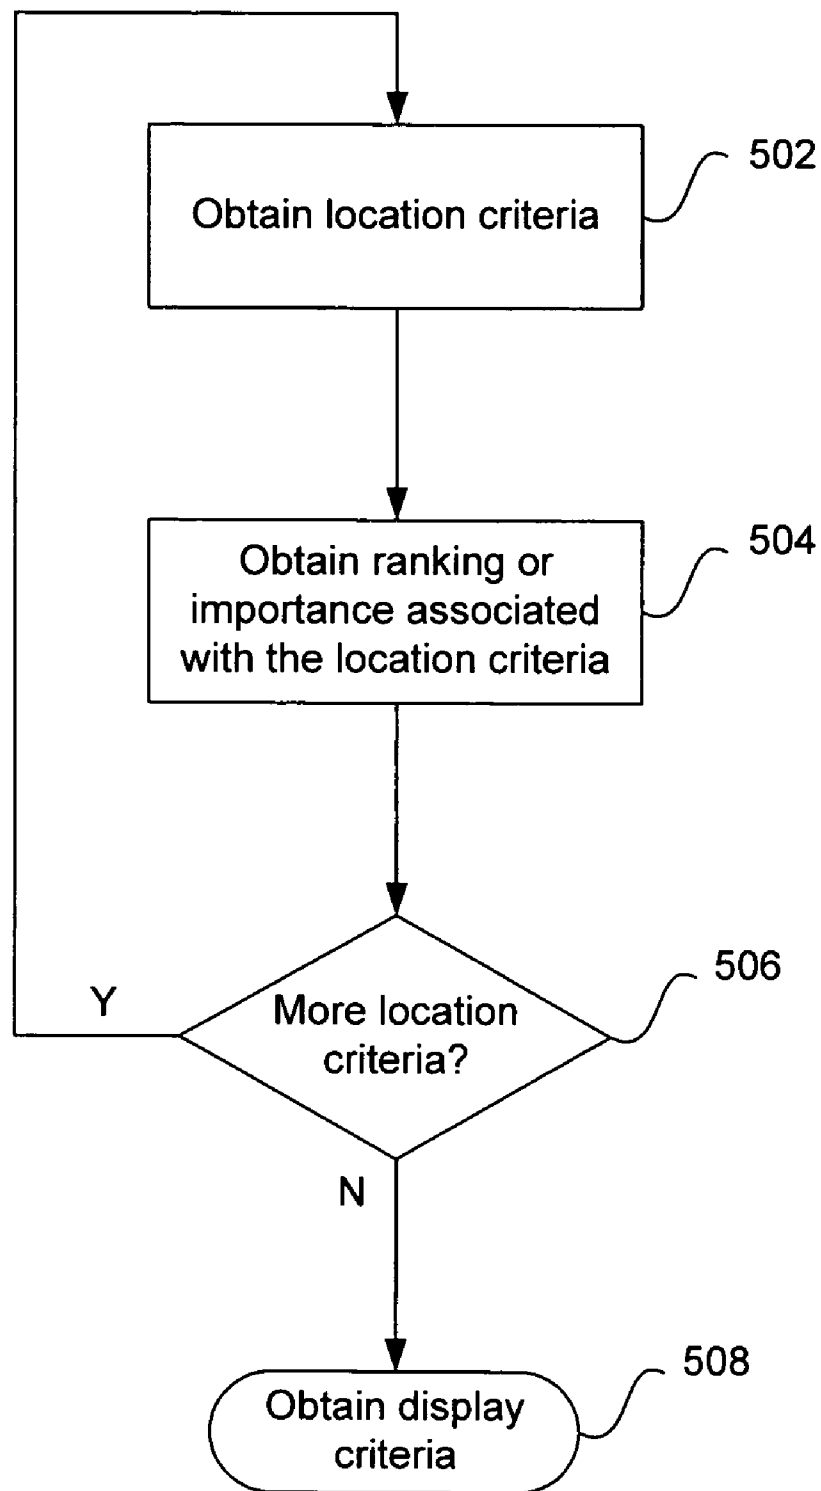 502
Obtain location criteria
504
Obtain ranking or
importance associated
with the location criteria
506
Y
More location
criteria?
N
508
Obtain display
criteria